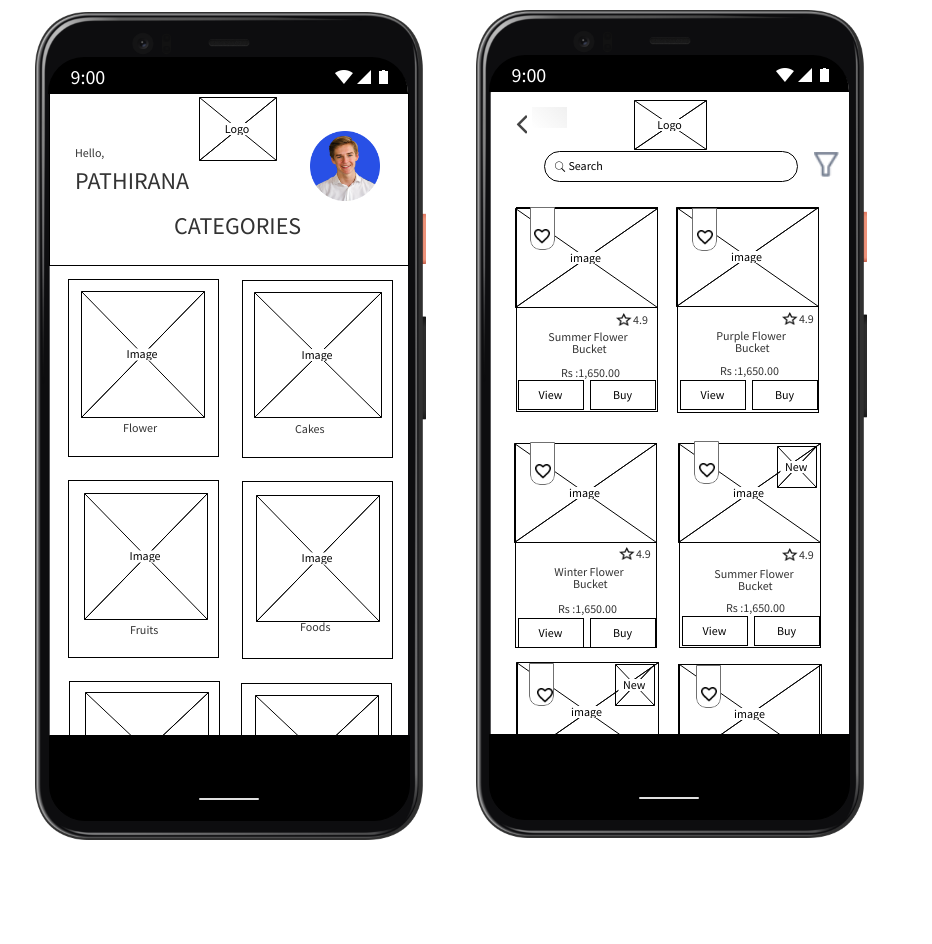 9:00
Logo
Hello,
PATHIRANA
CATEGORIES
Image
Image
Flower
Cakes
Image
Image
Fruits
Foods
9:00
Logo
Search
image
image
4.9
4.9
Summer Flower
Bucket
Purple Flower
Bucket
Rs :1,650.00
Rs :1,650.00
View
Buy
View
Buy
image
New
image
4.9
4.9
Winter Flower
Bucket
Summer Flower
Bucket
Rs :1,650.00
Rs :1,650.00
View
Buy
View
Buy
New
image
image